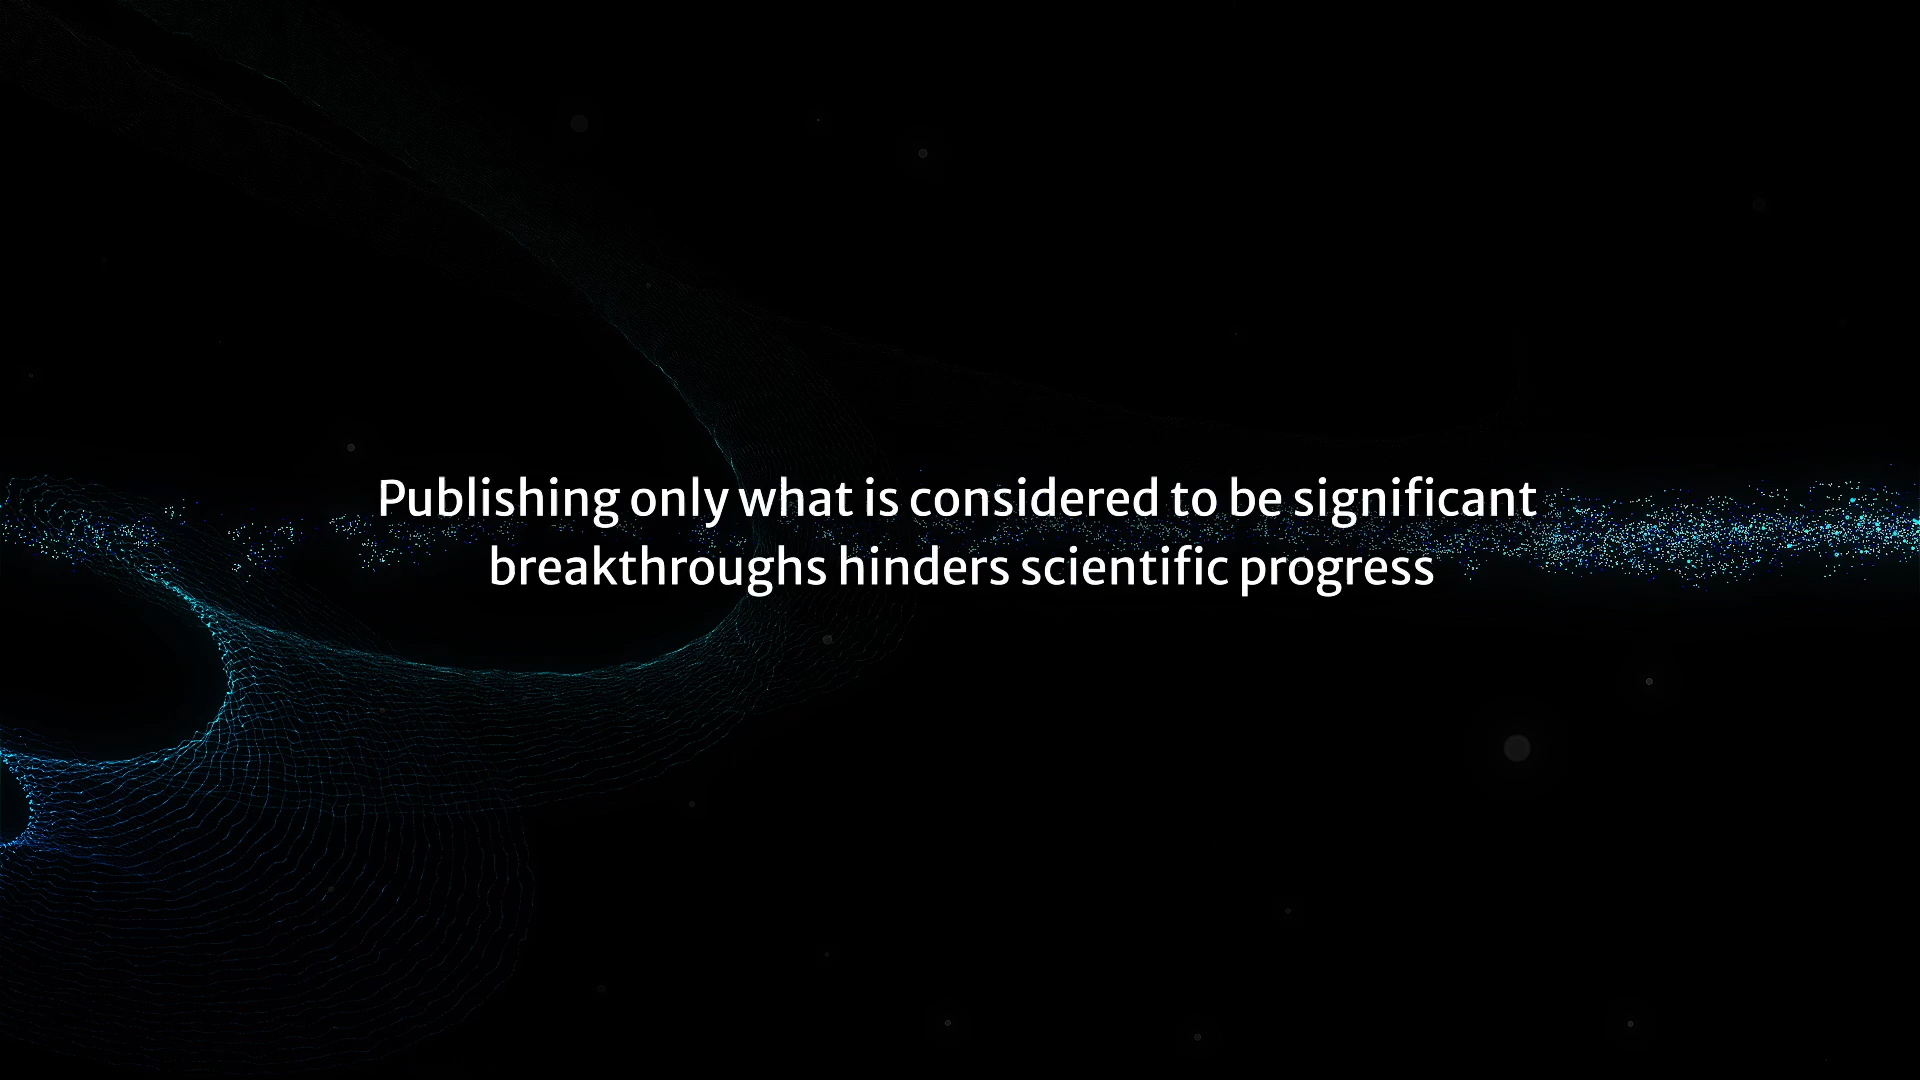 Publishing only what is considered to be significant
breakthroughs hinders scientific progress